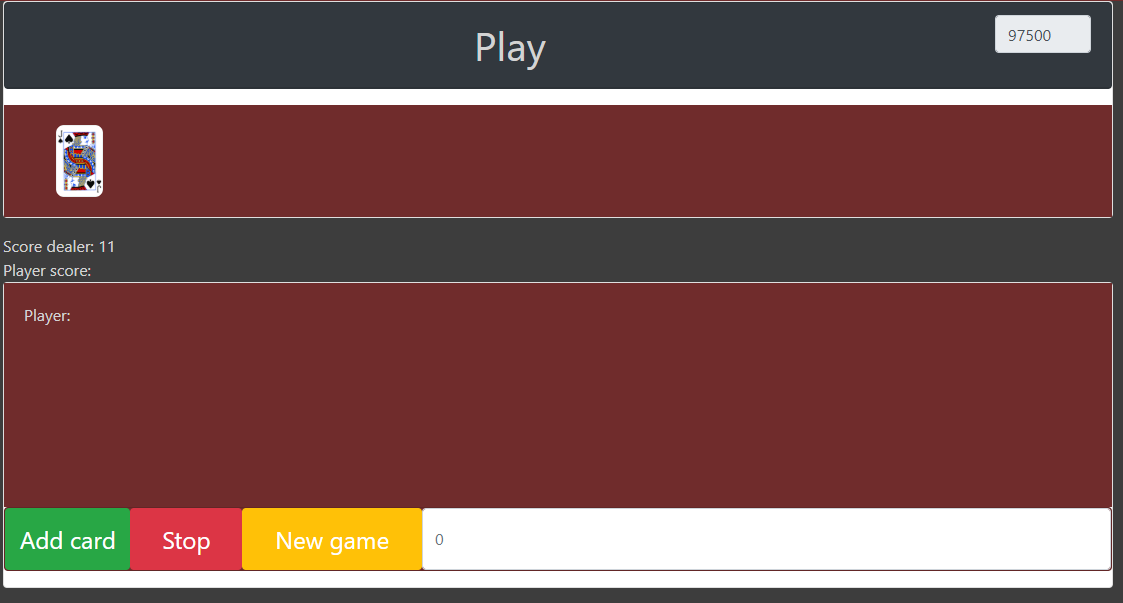 Play
97500
J
Score dealer: 11
Player score:
Player:
Add card
Stop
New game
0